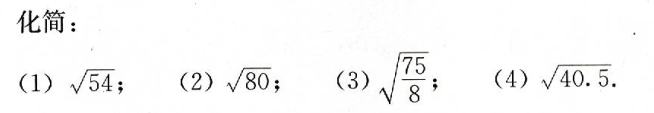 化简：
(1) √54； (2) √80； (3) √(75/8)； (4) √40.5.